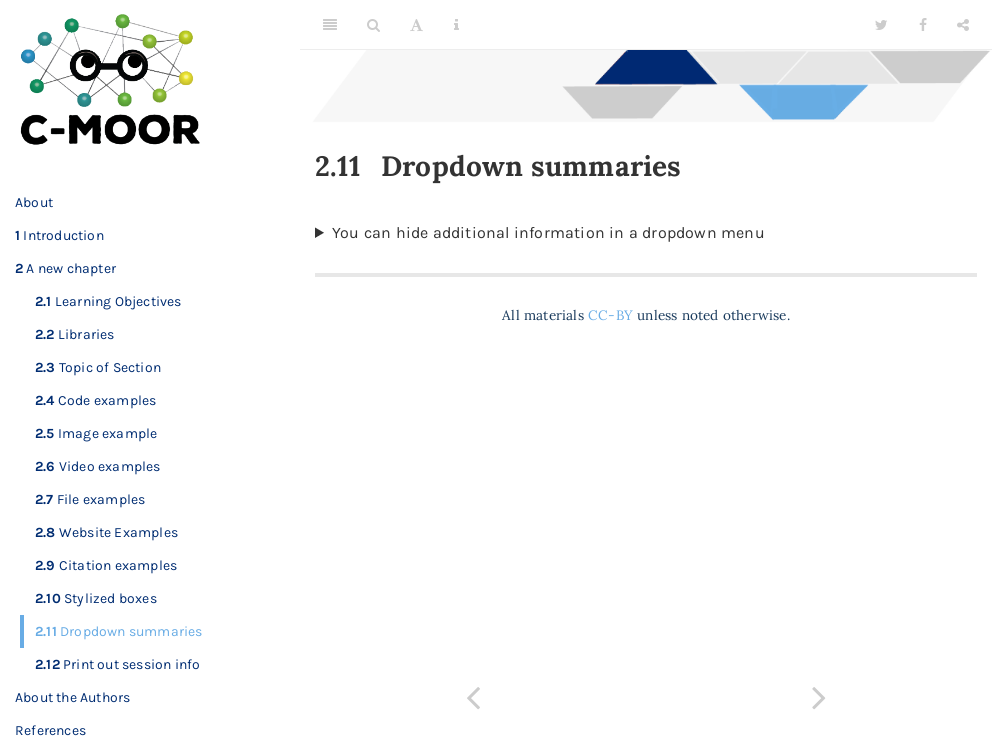 C-MOOR
About
1 Introduction
2 A new chapter
2.1 Learning Objectives
2.2 Libraries
2.3 Topic of Section
2.4 Code examples
2.5 Image example
2.6 Video examples
2.7 File examples
2.8 Website Examples
2.9 Citation examples
2.10 Stylized boxes
2.11 Dropdown summaries
2.12 Print out session info
About the Authors
References
2.11 Dropdown summaries
You can hide additional information in a dropdown menu
All materials CC-BY unless noted otherwise.